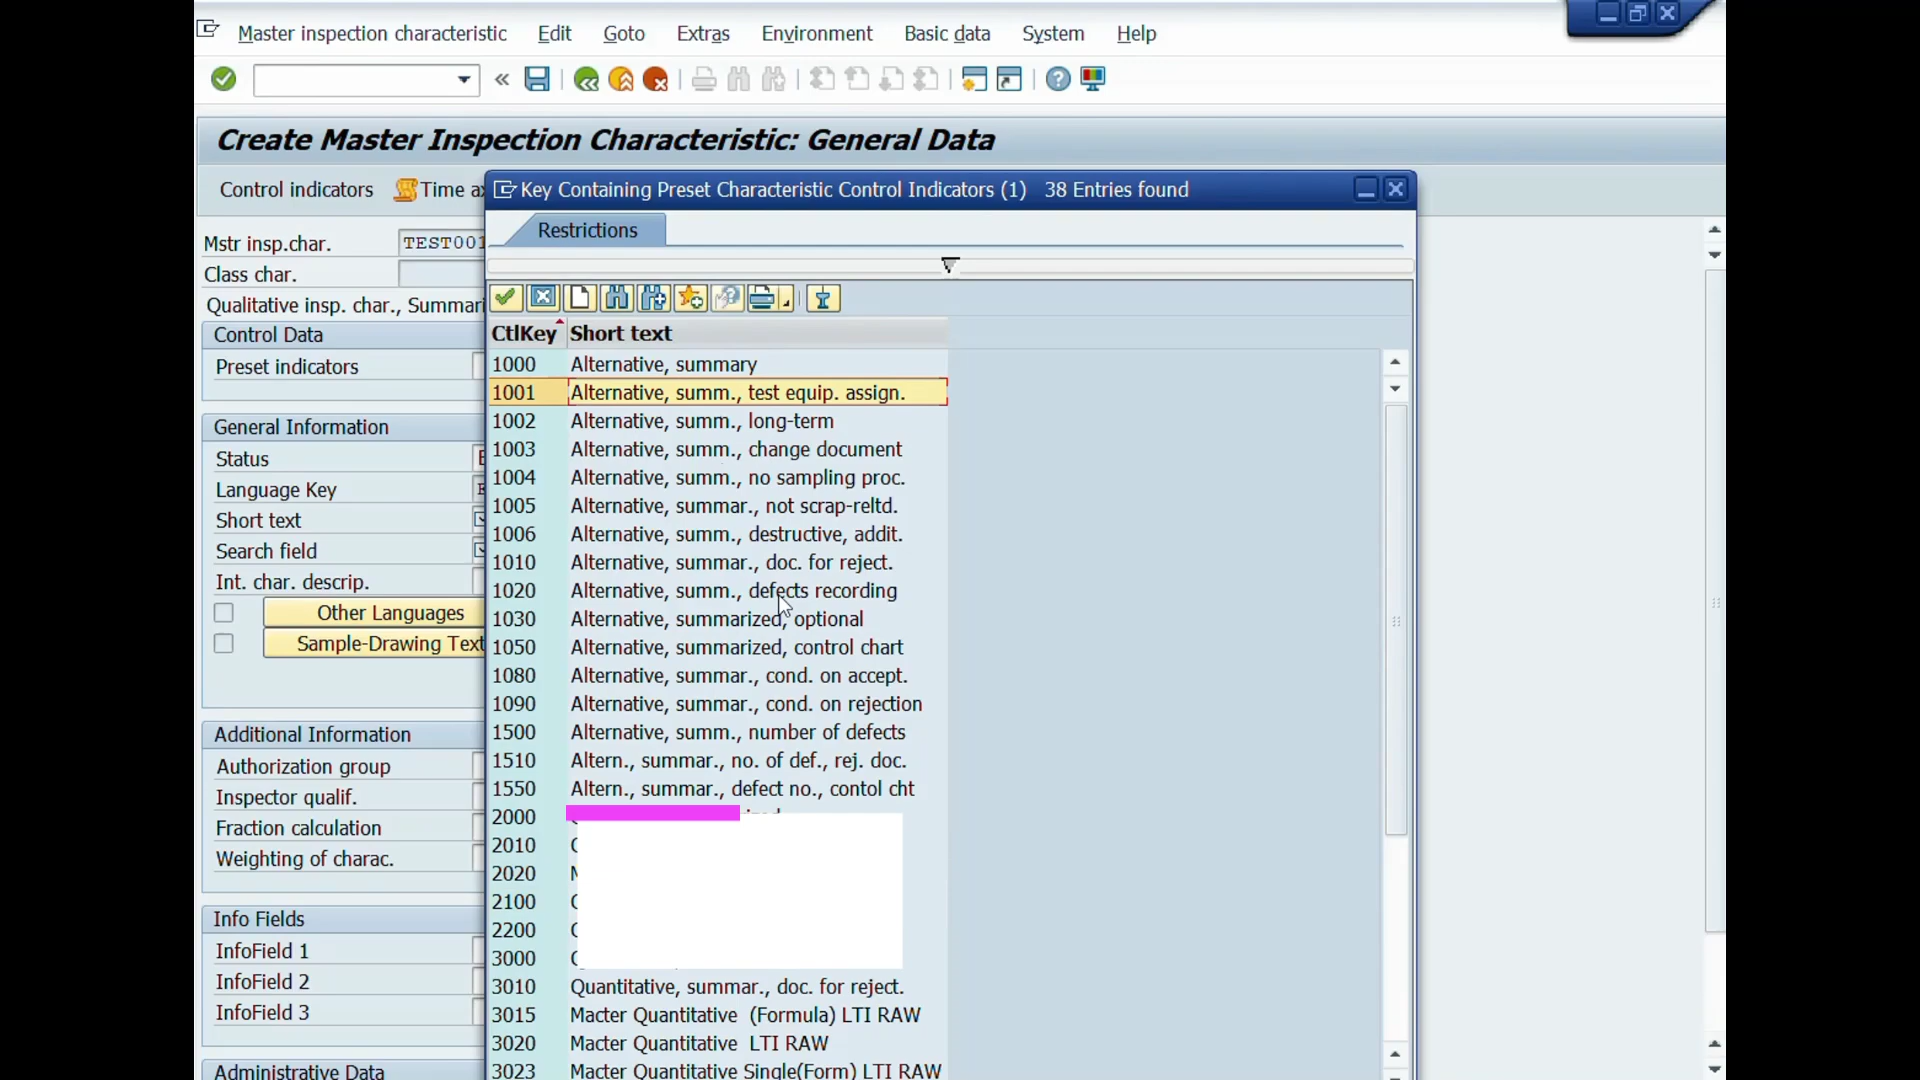 Master inspection characteristic Edit Goto Extras Environment Basic data System Help
Create Master Inspection Characteristic: General Data
Control indicators Time
Key Containing Preset Characteristic Control Indicators (1) 38 Entries found
Restrictions
Mstr insp.char. TEST001
Class char.
Qualitative insp. char.,
Control Data
Preset indicators
General Information
Status
Language Key
Short text
Search field
Int. char. descrip.
Other Languages
Sample-Drawing Text
Additional Information
Authorization group
Inspector qualif.
Fraction calculation
Weighting of charac.
Info Fields
InfoField 1
InfoField 2
InfoField 3
Administrative Data
CtlKey Short text
1000 Alternative, summary
1001 Alternative, summ., test equip. assign.
1002 Alternative, summ., long-term
1003 Alternative, summ., change document
1004 Alternative, summ., no sampling proc.
1005 Alternative, summar., not scrap-reltd.
1006 Alternative, summ., destructive, addit.
1010 Alternative, summar., doc. for reject.
1020 Alternative, summ., defects recording
1030 Alternative, summarized, optional
1050 Alternative, summarized, control chart
1080 Alternative, summar., cond. on accept.
1090 Alternative, summar., cond. on rejection
1500 Alternative, summ., number of defects
1510 Altern., summar., no. of def., rej. doc.
1550 Altern., summar., defect no., contol cht
2000
2010
2020
2100
2200
3000
3010 Quantitative, summar., doc. for reject.
3015 Macter Quantitative (Formula) LTI RAW
3020 Macter Quantitative LTI RAW
3023 Macter Quantitative Single(Form) LTI RAW